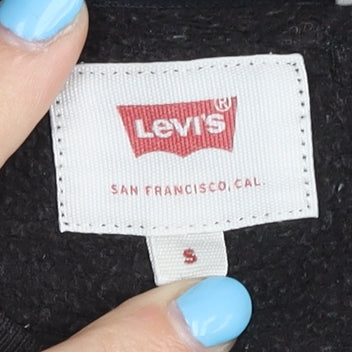 Levi's®
SAN FRANCISCO, CAL.
S